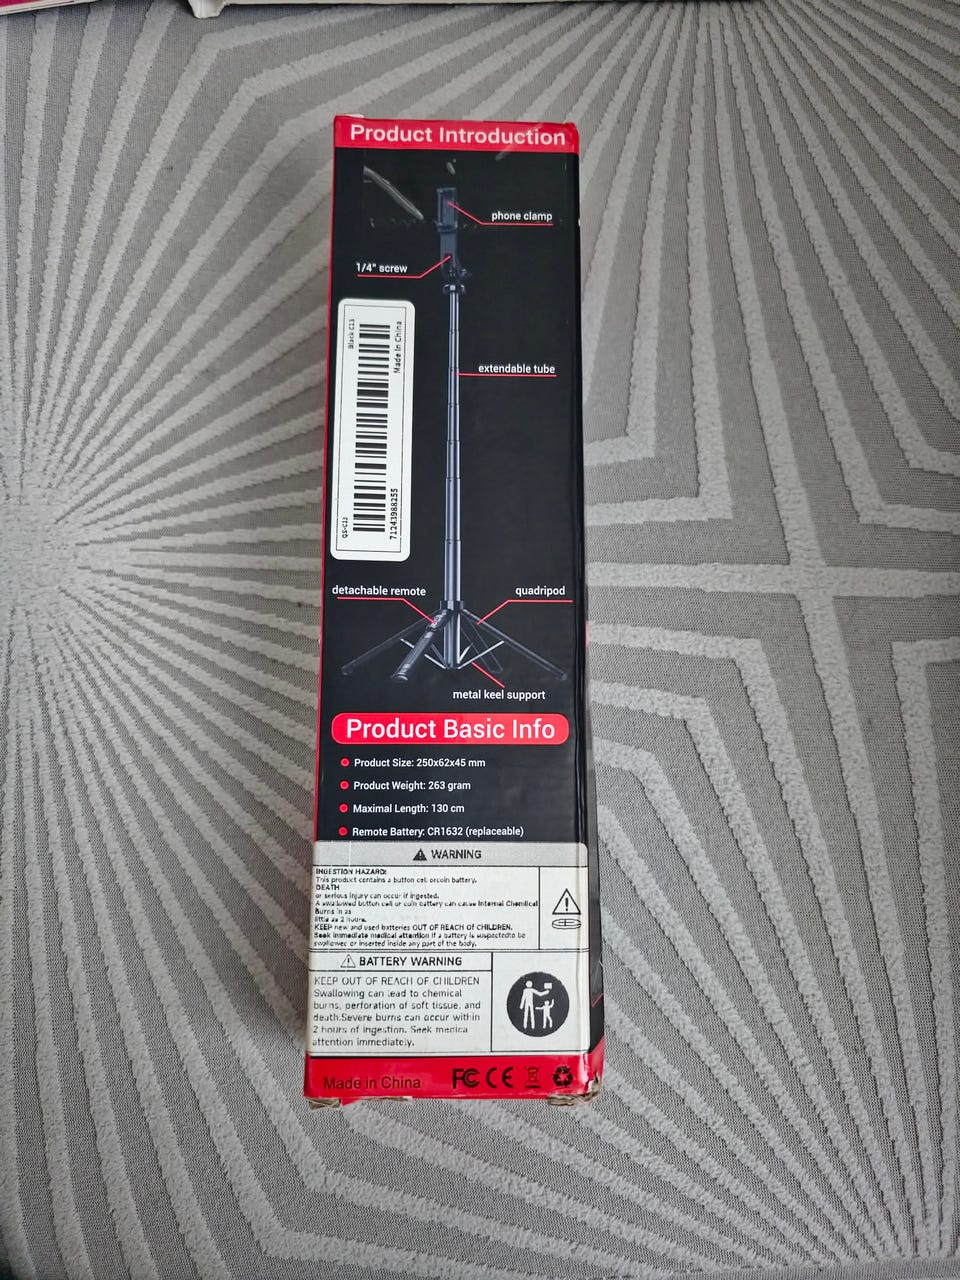 Product Introduction
phone clamp
1/4" screw
extendable tube
Black C13
Made in China
71243988255
detachable remote
quadripod
metal keel support
Product Basic Info
Product Size: 250x62x45 mm
Product Weight: 263 gram
Maximal Length: 130 cm
Remote Battery: CR1632 (replaceable)
WARNING
INGESTION HAZARD:
This product contains a button cell orcoin battery.
DEATH
or serious injury can occur if ingested.
A swallowed button cell or coin battery can cause Internal Chemical
Burns in as
little as 2 hours.
KEEP new and used batteries OUT OF REACH OF CHILDREN.
Seek immediate medical attention if a battery is suspectedto be
swallowed or inserted inside any part of the body.
BATTERY WARNING
KEEP OUT OF REACH OF CHILDREN
Swallowing can lead to chemical
burns, perforation of soft tissue, and
death.Severe burns can occur within
2 hours of ingestion. Seek medica
attention immediately.
Made in China
FC CE